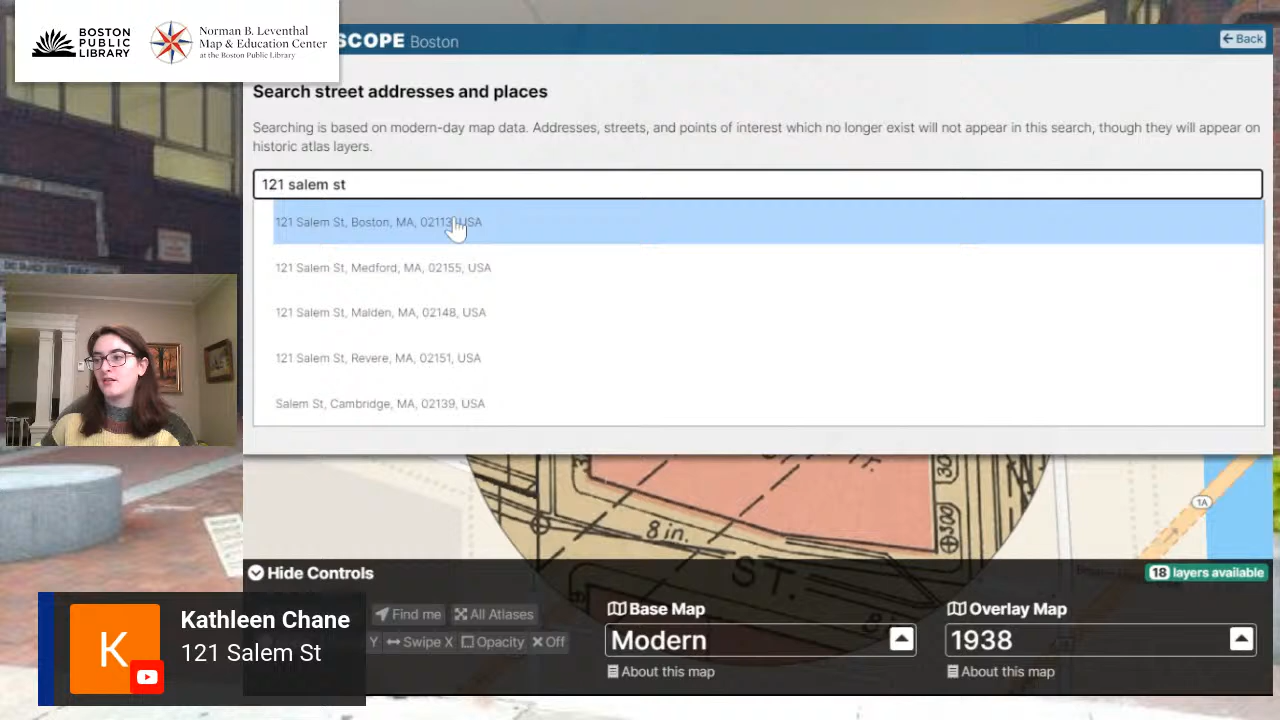 BOSTON
PUBLIC
LIBRARY
Norman B. Leventhal
Map & Education Center
at the Boston Public Library
SCOPE Boston
Back
Search street addresses and places
Searching is based on modern-day map data. Addresses, streets, and points of interest which no longer exist will not appear in this search, though they will appear on
historic atlas layers.
121 salem st
121 Salem St, Boston, MA, 02113, USA
121 Salem St, Medford, MA, 02155, USA
121 Salem St, Malden, MA, 02148, USA
121 Salem St, Revere, MA, 02151, USA
Salem St, Cambridge, MA, 02139, USA
8 in.
300
ST.
1A
Hide Controls
18 layers available
Find me
All Atlases
Y
Swipe X
Opacity
Off
Base Map
Modern
About this map
Overlay Map
1938
About this map
K
Kathleen Chane
121 Salem St